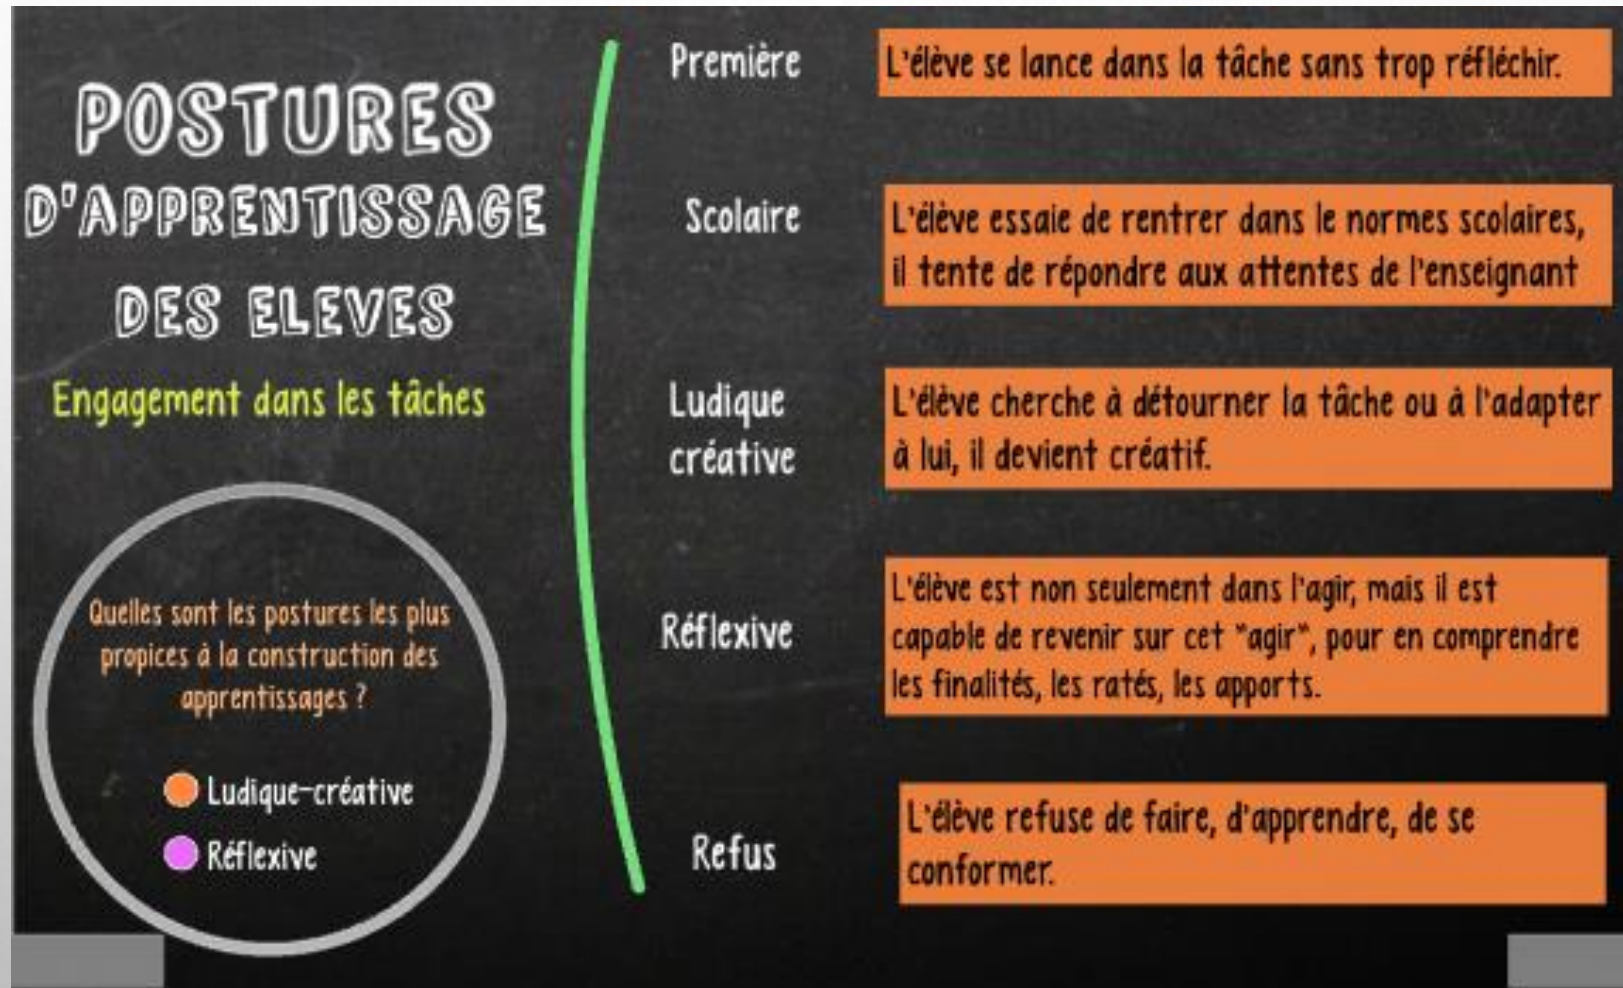 POSTURES
D'APPRENTISSAGE
DES ELEVES
Engagement dans les tâches
Quelles sont les postures les plus
propices à la construction des
apprentissages ?
Ludique-créative
Réflexive
Première
L'élève se lance dans la tâche sans trop réfléchir.
Scolaire
L'élève essaie de rentrer dans le normes scolaires,
il tente de répondre aux attentes de l'enseignant
Ludique
créative
L'élève cherche à détourner la tâche ou à l'adapter
à lui, il devient créatif.
Réflexive
L'élève est non seulement dans l'agir, mais il est
capable de revenir sur cet "agir", pour en comprendre
les finalités, les ratés, les apports.
Refus
L'élève refuse de faire, d'apprendre, de se
conformer.